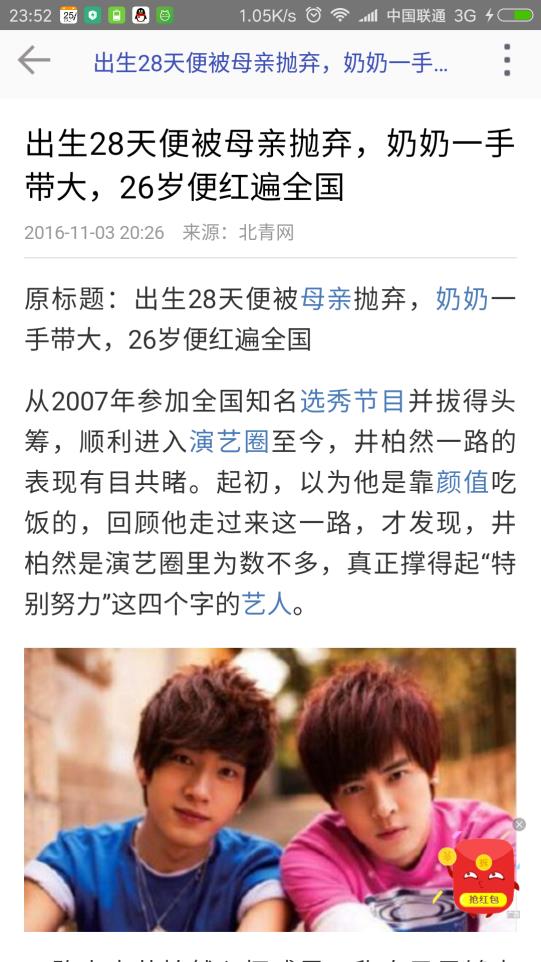 23:52
25/
1.05K/s
中国联通 3G
出生28天便被母亲抛弃，奶奶一手…
出生28天便被母亲抛弃，奶奶一手
带大，26岁便红遍全国
2016-11-03 20:26 来源：北青网
原标题：出生28天便被母亲抛弃，奶奶一
手带大，26岁便红遍全国
从2007年参加全国知名选秀节目并拔得头
筹，顺利进入演艺圈至今，井柏然一路的
表现有目共睹。起初，以为他是靠颜值吃
饭的，回顾他走过来这一路，才发现，井
柏然是演艺圈里为数不多，真正撑得起“特
别努力”这四个字的艺人。
拆
抢红包